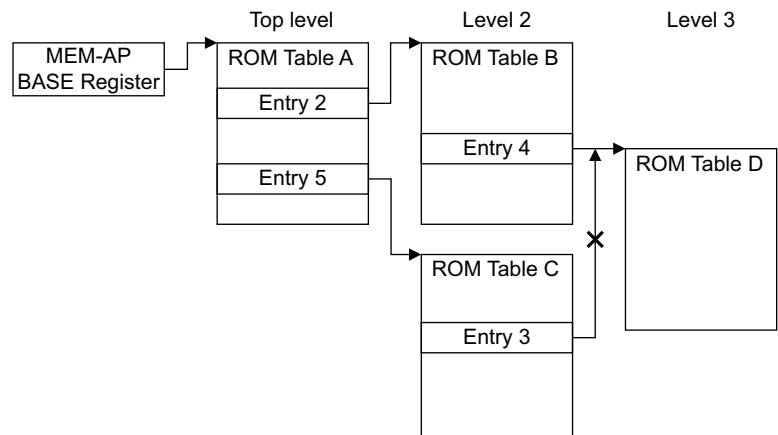 Top level
Level 2
Level 3
MEM-AP
BASE Register
ROM Table A
Entry 2
Entry 5
ROM Table B
Entry 4
ROM Table C
Entry 3
ROM Table D